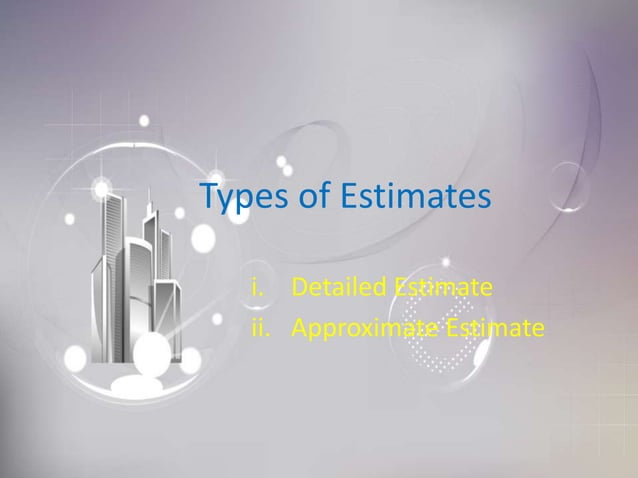 Types of Estimates
i. Detailed Estimate
ii. Approximate Estimate